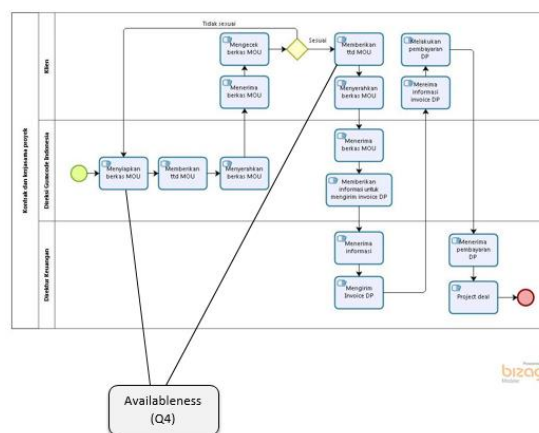 Tidak sesuai
Kontrak dan kerjasama proyek
Klien
Mengecek
berkas MOU
Sesuai
Memberikan
ttd MOU
Melakukan
pembayaran
DP
Menerima
berkas MOU
Menyerahkan
berkas MOU
Mereima
informasi
invoice DP
Direksi Gumcode Indonesia
Menyiapkan
berkas MOU
Memberikan
ttd MOU
Menyerahkan
berkas MOU
Menerima
berkas MOU
Memberikan
informasi untuk
mengirim invoice DP
Direktur Keuangan
Menerima
informasi
Mengirim
Invoice DP
Menerima
pembayaran
DP
Project deal
bizag
Modeler
Availableness
(Q4)